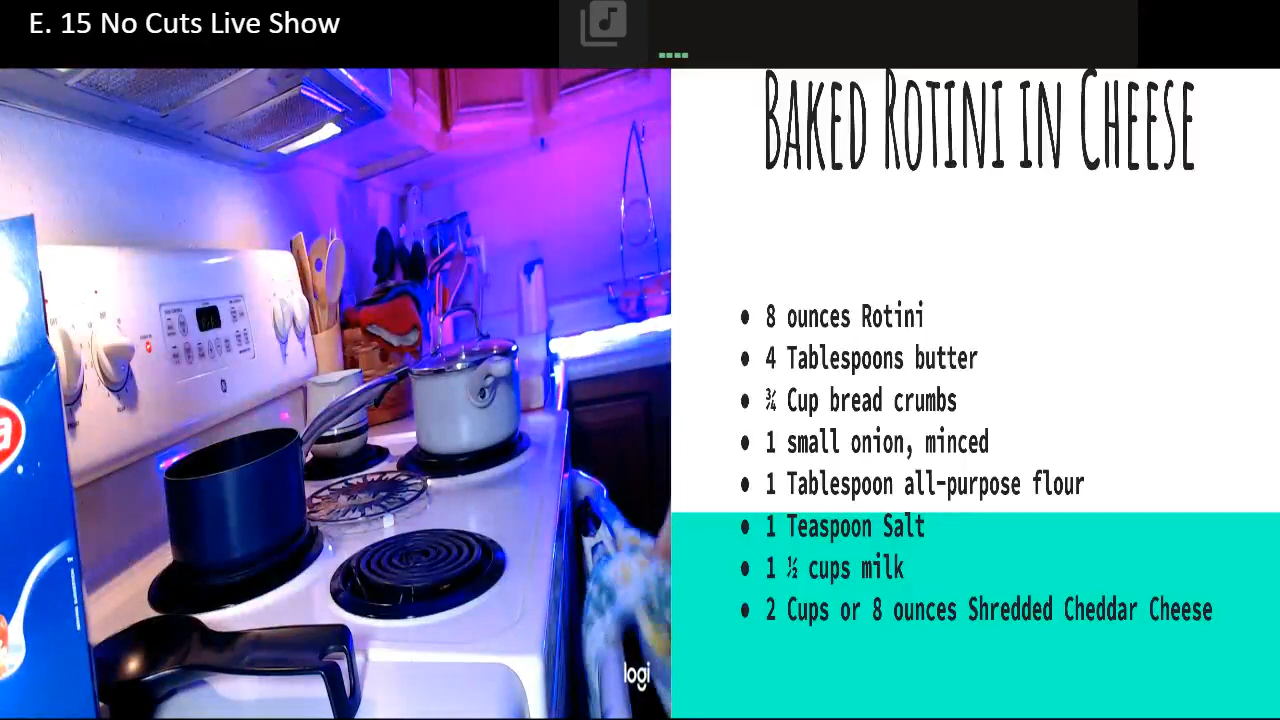 E. 15 No Cuts Live Show
BAKED ROTINI IN CHEESE
• 8 ounces Rotini
• 4 Tablespoons butter
• ¾ Cup bread crumbs
• 1 small onion, minced
• 1 Tablespoon all-purpose flour
• 1 Teaspoon Salt
• 1 ½ cups milk
• 2 Cups or 8 ounces Shredded Cheddar Cheese
a
logi